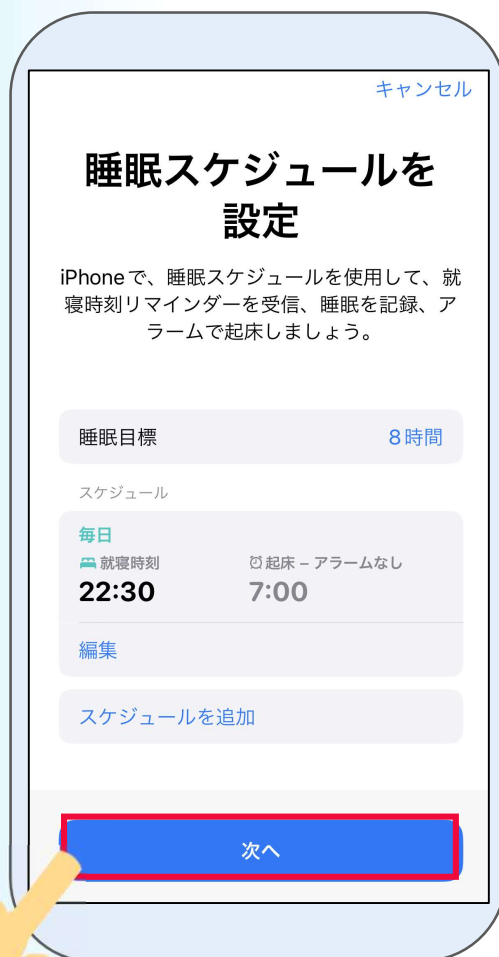 キャンセル
睡眠スケジュールを
設定
iPhoneで、睡眠スケジュールを使用して、就
寝時刻リマインダーを受信、睡眠を記録、ア
ラームで起床しましょう。
睡眠目標 8時間
スケジュール
毎日
就寝時刻 起床 – アラームなし
22:30 7:00
編集
スケジュールを追加
次へ